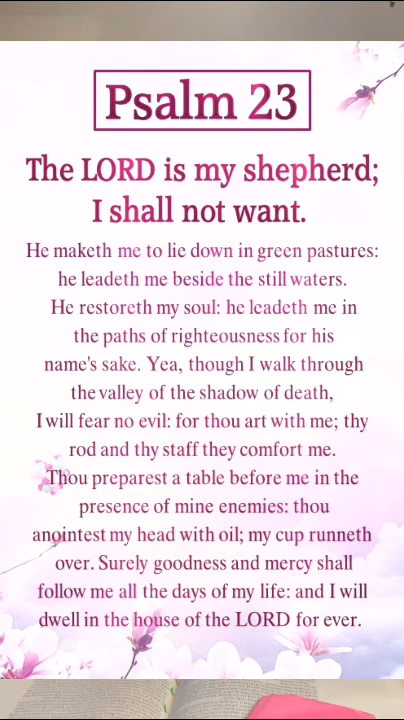 Psalm 23
The LORD is my shepherd;
I shall not want.
He maketh me to lie down in green pastures:
he leadeth me beside the still waters.
He restoreth my soul: he leadeth me in
the paths of righteousness for his
name's sake. Yea, though I walk through
the valley of the shadow of death,
I will fear no evil: for thou art with me; thy
rod and thy staff they comfort me.
Thou preparest a table before me in the
presence of mine enemies: thou
anointest my head with oil; my cup runneth
over. Surely goodness and mercy shall
follow me all the days of my life: and I will
dwell in the house of the LORD for ever.